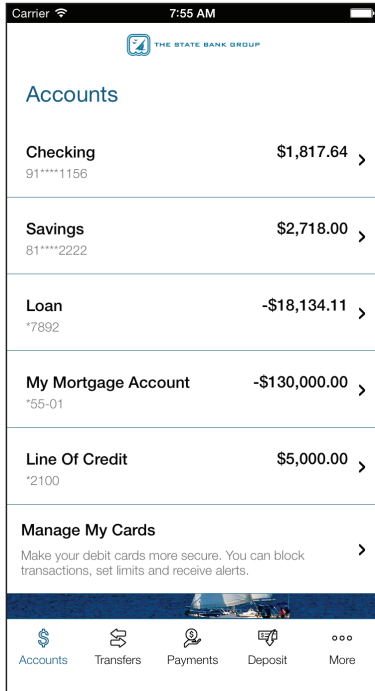 Carrier 7:55 AM
THE STATE BANK GROUP
Accounts
Checking $1,817.64
91****1156
Savings $2,718.00
81****2222
Loan -$18,134.11
*7892
My Mortgage Account -$130,000.00
*55-01
Line Of Credit $5,000.00
*2100
Manage My Cards
Make your debit cards more secure. You can block
transactions, set limits and receive alerts.
Accounts Transfers Payments Deposit More